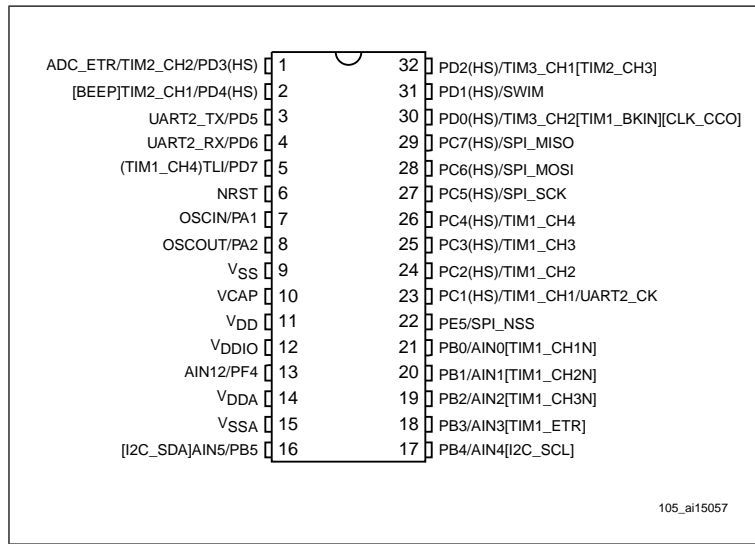 ADC_ETR/TIM2_CH2/PD3(HS) 1 32 PD2(HS)/TIM3_CH1[TIM2_CH3]
[BEEP]TIM2_CH1/PD4(HS) 2 31 PD1(HS)/SWIM
UART2_TX/PD5 3 30 PD0(HS)/TIM3_CH2[TIM1_BKIN][CLK_CCO]
UART2_RX/PD6 4 29 PC7(HS)/SPI_MISO
(TIM1_CH4)TLI/PD7 5 28 PC6(HS)/SPI_MOSI
NRST 6 27 PC5(HS)/SPI_SCK
OSCIN/PA1 7 26 PC4(HS)/TIM1_CH4
OSCOUT/PA2 8 25 PC3(HS)/TIM1_CH3
VSS 9 24 PC2(HS)/TIM1_CH2
VCAP 10 23 PC1(HS)/TIM1_CH1/UART2_CK
VDD 11 22 PE5/SPI_NSS
VDDIO 12 21 PB0/AIN0[TIM1_CH1N]
AIN12/PF4 13 20 PB1/AIN1[TIM1_CH2N]
VDDA 14 19 PB2/AIN2[TIM1_CH3N]
VSSA 15 18 PB3/AIN3[TIM1_ETR]
[I2C_SDA]AIN5/PB5 16 17 PB4/AIN4[I2C_SCL]
105_ai15057